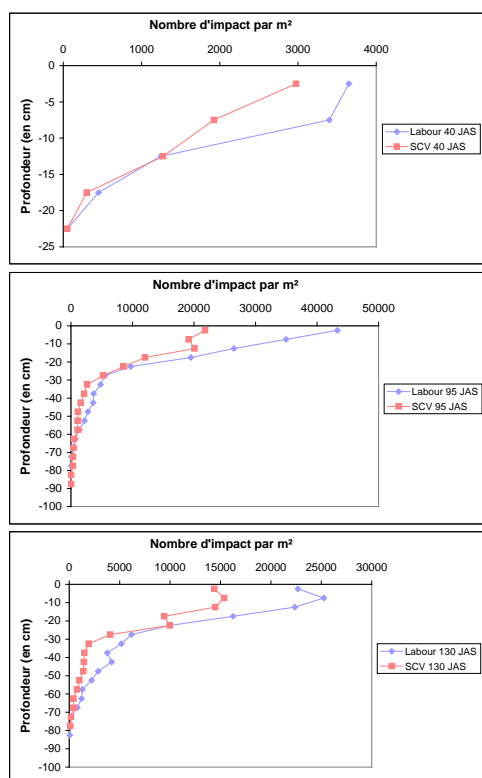 Nombre d'impact par m²
0 1000 2000 3000 4000
0
-5
-10
-15
-20
-25
Profondeur (en cm)
Labour 40 JAS
SCV 40 JAS
Nombre d'impact par m²
0 10000 20000 30000 40000 50000
0
-10
-20
-30
-40
-50
-60
-70
-80
-90
-100
Profondeur (en cm)
Labour 95 JAS
SCV 95 JAS
Nombre d'impact par m²
0 5000 10000 15000 20000 25000 30000
0
-10
-20
-30
-40
-50
-60
-70
-80
-90
-100
Profondeur (en cm)
Labour 130 JAS
SCV 130 JAS